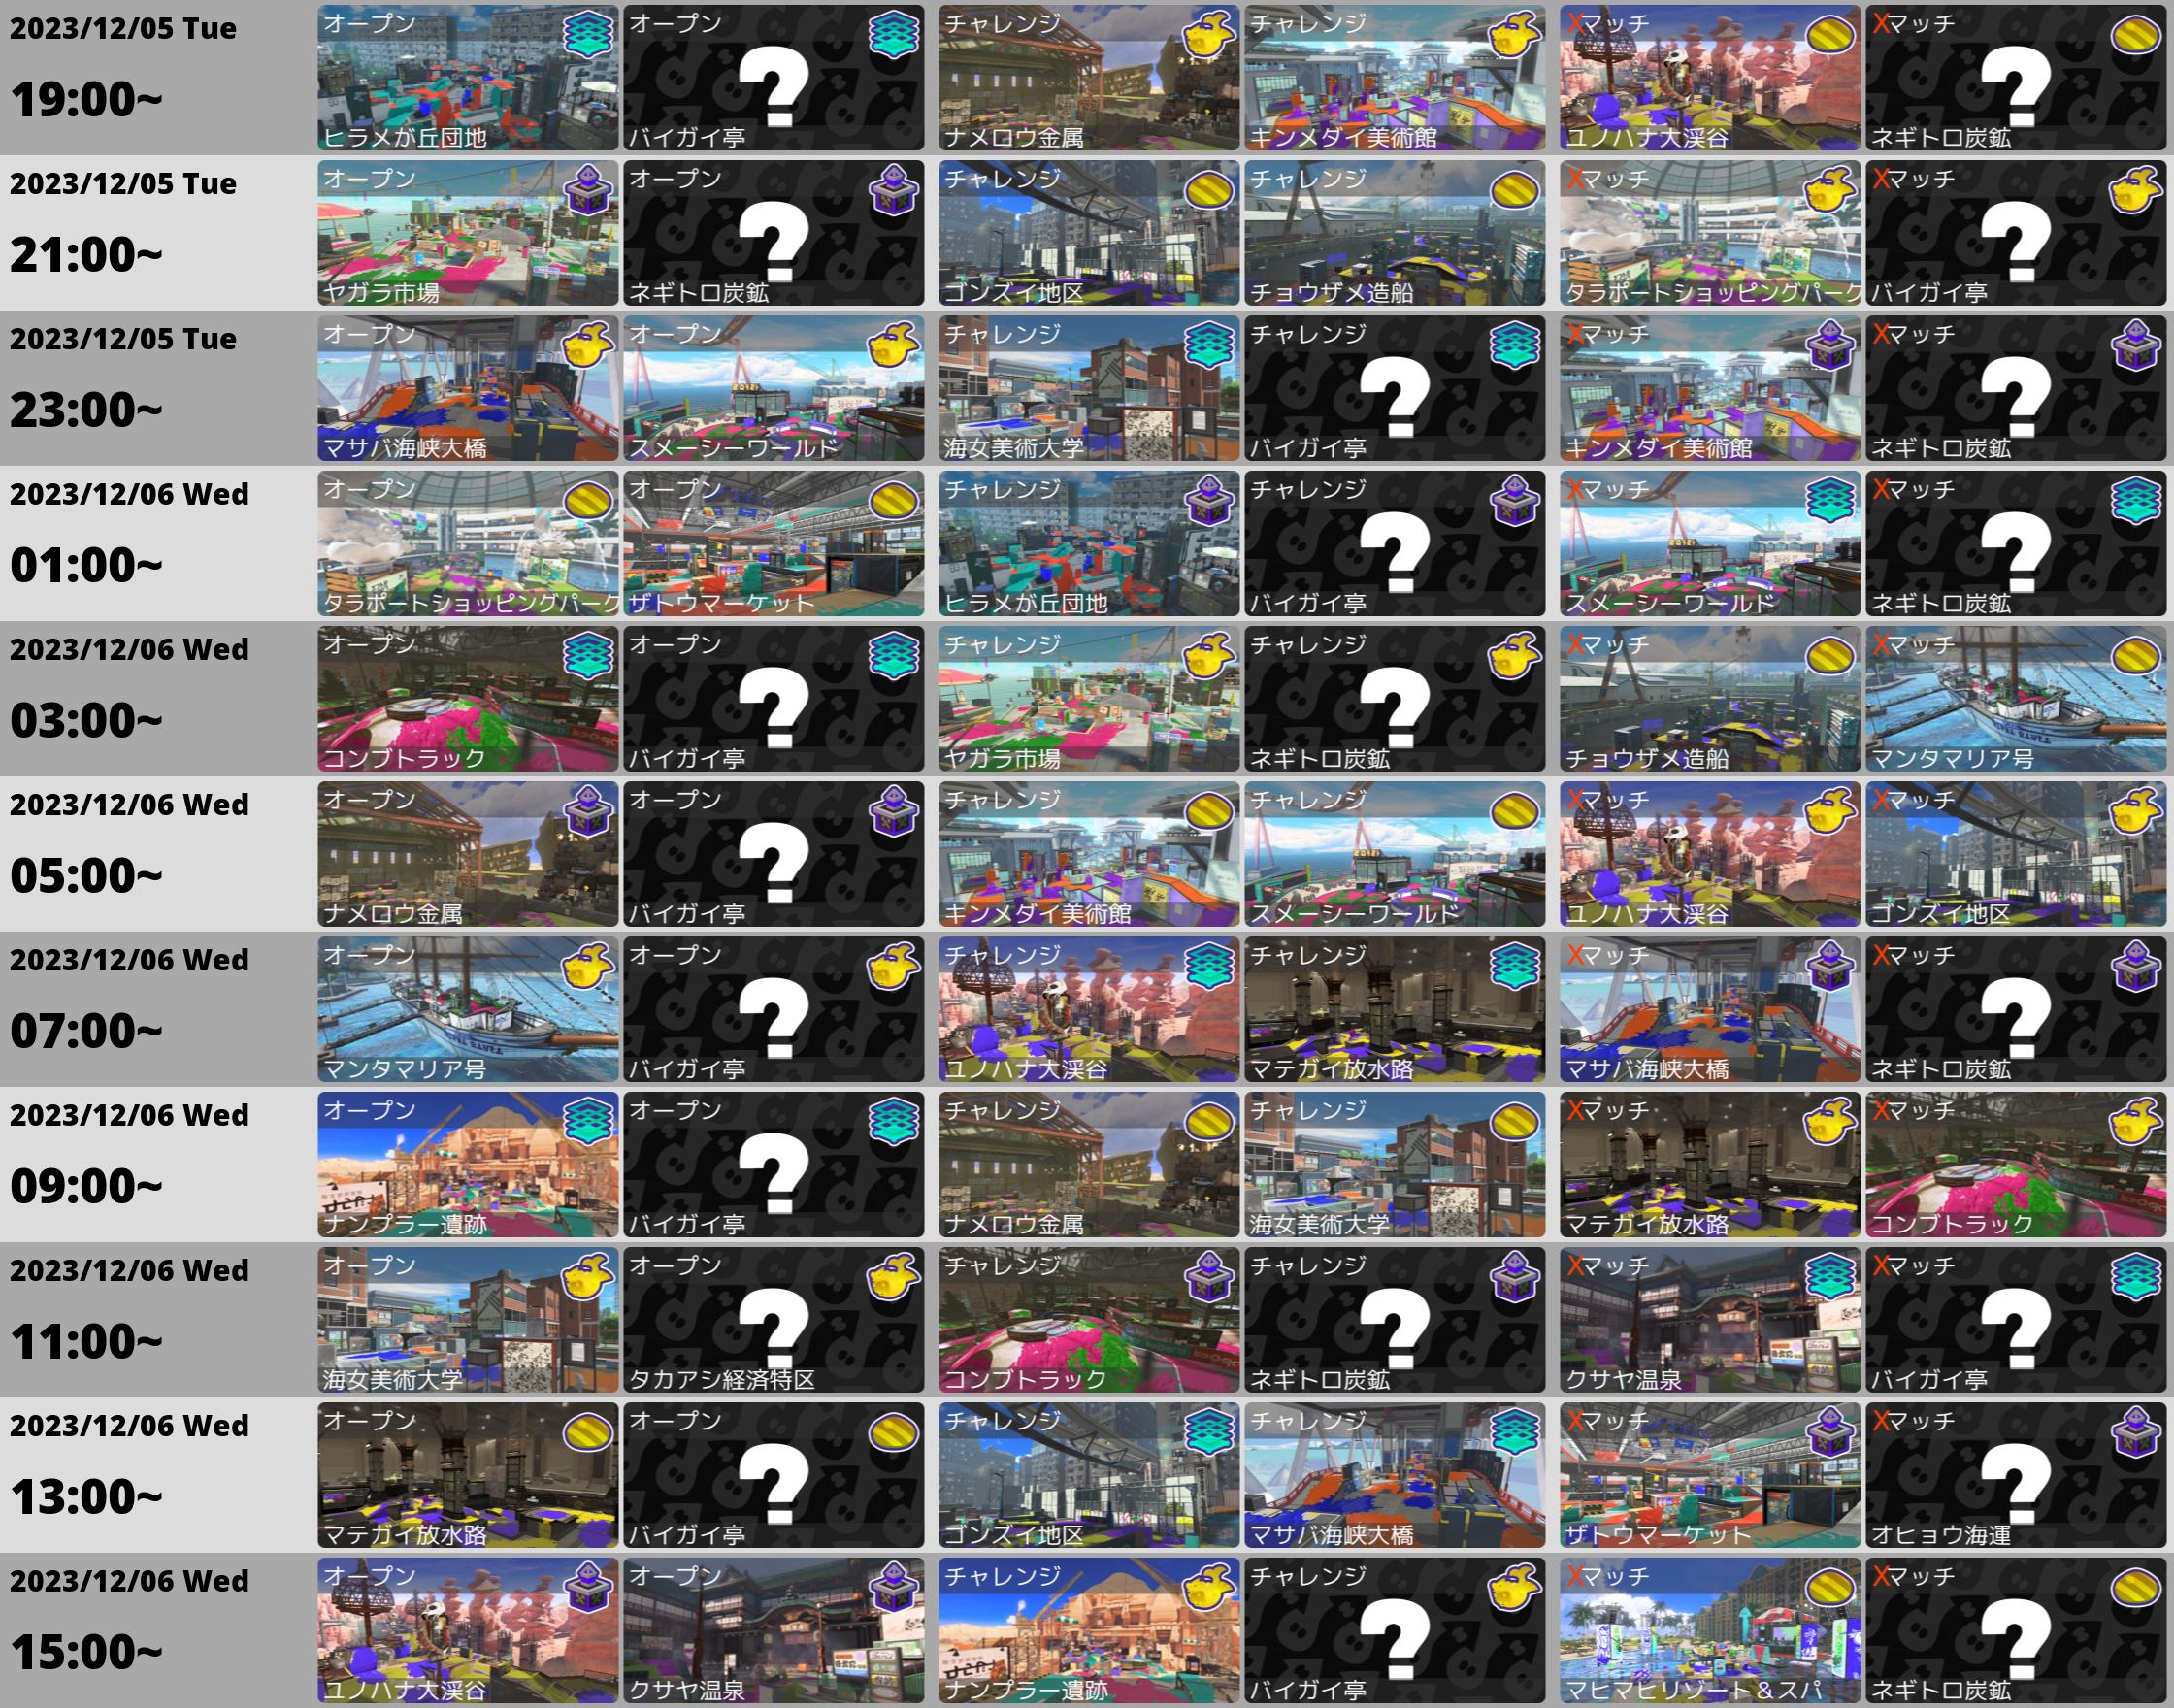 2023/12/05 Tue
19:00~
オープン オープン チャレンジ チャレンジ Xマッチ Xマッチ
ヒラメが丘団地 バイガイ亭 ナメロウ金属 キンメダイ美術館 ユノハナ大渓谷 ネギトロ炭鉱
2023/12/05 Tue
21:00~
オープン オープン チャレンジ チャレンジ Xマッチ Xマッチ
ヤガラ市場 ネギトロ炭鉱 ゴンズイ地区 チョウザメ造船 タラポートショッピングパーク バイガイ亭
2023/12/05 Tue
23:00~
オープン オープン チャレンジ チャレンジ Xマッチ Xマッチ
マサバ海峡大橋 スメーシーワールド 海女美術大学 バイガイ亭 キンメダイ美術館 ネギトロ炭鉱
2023/12/06 Wed
01:00~
オープン オープン チャレンジ チャレンジ Xマッチ Xマッチ
タラポートショッピングパーク ザトウマーケット ヒラメが丘団地 バイガイ亭 スメーシーワールド ネギトロ炭鉱
2023/12/06 Wed
03:00~
オープン オープン チャレンジ チャレンジ Xマッチ Xマッチ
コンブトラック バイガイ亭 ヤガラ市場 ネギトロ炭鉱 チョウザメ造船 マンタマリア号
2023/12/06 Wed
05:00~
オープン オープン チャレンジ チャレンジ Xマッチ Xマッチ
ナメロウ金属 バイガイ亭 キンメダイ美術館 スメーシーワールド ユノハナ大渓谷 ゴンズイ地区
2023/12/06 Wed
07:00~
オープン オープン チャレンジ チャレンジ Xマッチ Xマッチ
マンタマリア号 バイガイ亭 ユノハナ大渓谷 マテガイ放水路 マサバ海峡大橋 ネギトロ炭鉱
2023/12/06 Wed
09:00~
オープン オープン チャレンジ チャレンジ Xマッチ Xマッチ
ナンプラー遺跡 バイガイ亭 ナメロウ金属 海女美術大学 マテガイ放水路 コンブトラック
2023/12/06 Wed
11:00~
オープン オープン チャレンジ チャレンジ Xマッチ Xマッチ
海女美術大学 タカアシ経済特区 コンブトラック ネギトロ炭鉱 クサヤ温泉 バイガイ亭
2023/12/06 Wed
13:00~
オープン オープン チャレンジ チャレンジ Xマッチ Xマッチ
マテガイ放水路 バイガイ亭 ゴンズイ地区 マサバ海峡大橋 ザトウマーケット オヒョウ海運
2023/12/06 Wed
15:00~
オープン オープン チャレンジ チャレンジ Xマッチ Xマッチ
ユノハナ大渓谷 クサヤ温泉 ナンプラー遺跡 バイガイ亭 マヒマヒリゾート＆スパ ネギトロ炭鉱